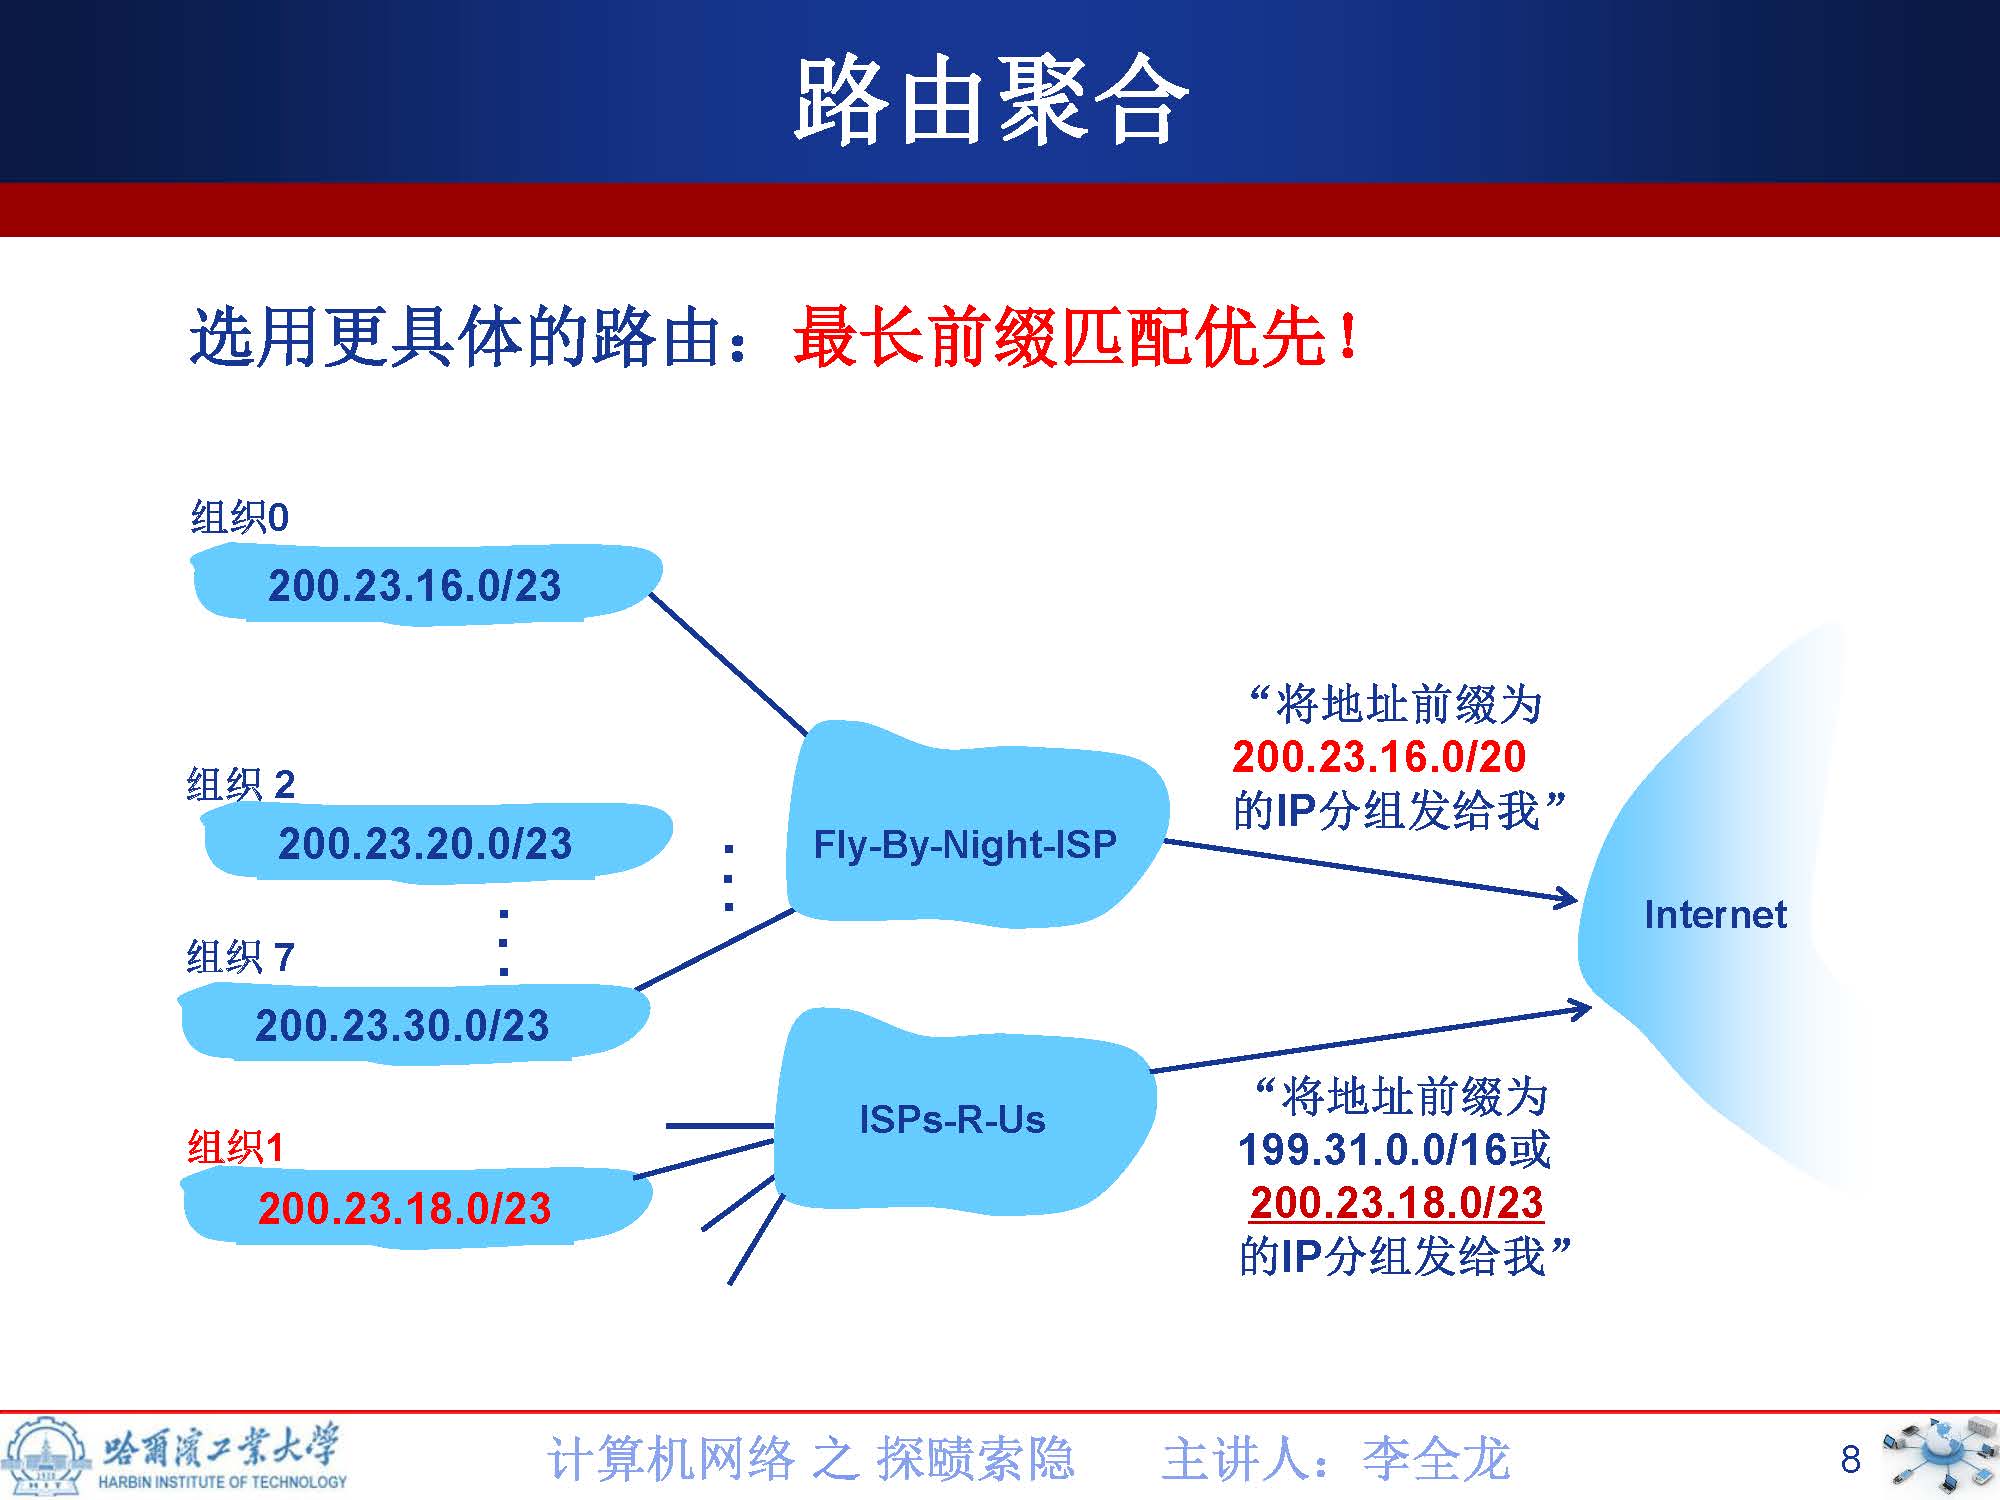 路由聚合
选用更具体的路由：最长前缀匹配优先！
组织0
200.23.16.0/23
组织 2
200.23.20.0/23
组织 7
200.23.30.0/23
组织1
200.23.18.0/23
Fly-By-Night-ISP
ISPs-R-Us
“将地址前缀为
200.23.16.0/20
的IP分组发给我”
Internet
“将地址前缀为
199.31.0.0/16或
200.23.18.0/23
的IP分组发给我”
哈爾濱工業大學
HARBIN INSTITUTE OF TECHNOLOGY
计算机网络 之 探赜索隐 主讲人：李全龙
8